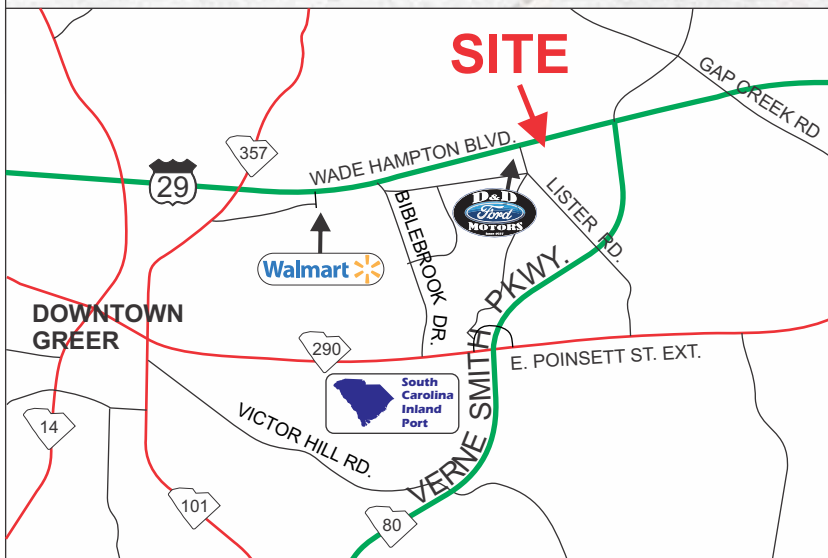 SITE
GAP CREEK RD
357
WADE HAMPTON BLVD.
29
D&D
Ford
MOTORS
BIBLEBROOK DR.
LISTER RD.
Walmart
VERNE SMITH PKWY.
DOWNTOWN
GREER
290
E. POINSETT ST. EXT.
South
Carolina
Inland
Port
14
VICTOR HILL RD.
101
80